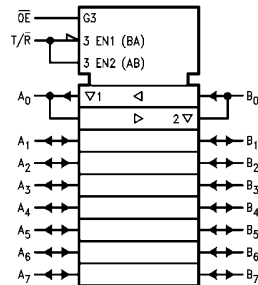 O̅E̅ G3
T/R̅ 3 EN1 (BA)
3 EN2 (AB)
A₀ ▽1 ◁ B₀
▷ 2▽
A₁ B₁
A₂ B₂
A₃ B₃
A₄ B₄
A₅ B₅
A₆ B₆
A₇ B₇